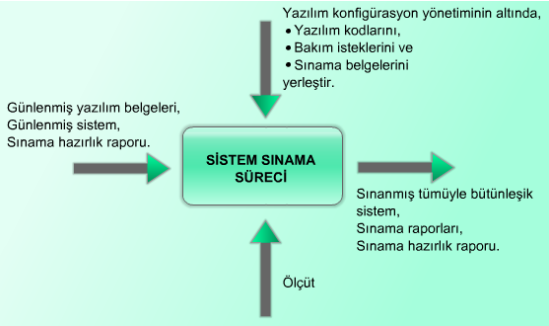 Yazılım konfigürasyon yönetiminin altında,
• Yazılım kodlarını,
• Bakım isteklerini ve
• Sınama belgelerini
yerleştir.
Günlenmiş yazılım belgeleri,
Günlenmiş sistem,
Sınama hazırlık raporu.
SİSTEM SINAMA
SÜRECİ
Sınanmış tümüyle bütünleşik
sistem,
Sınama raporları,
Sınama hazırlık raporu.
Ölçüt